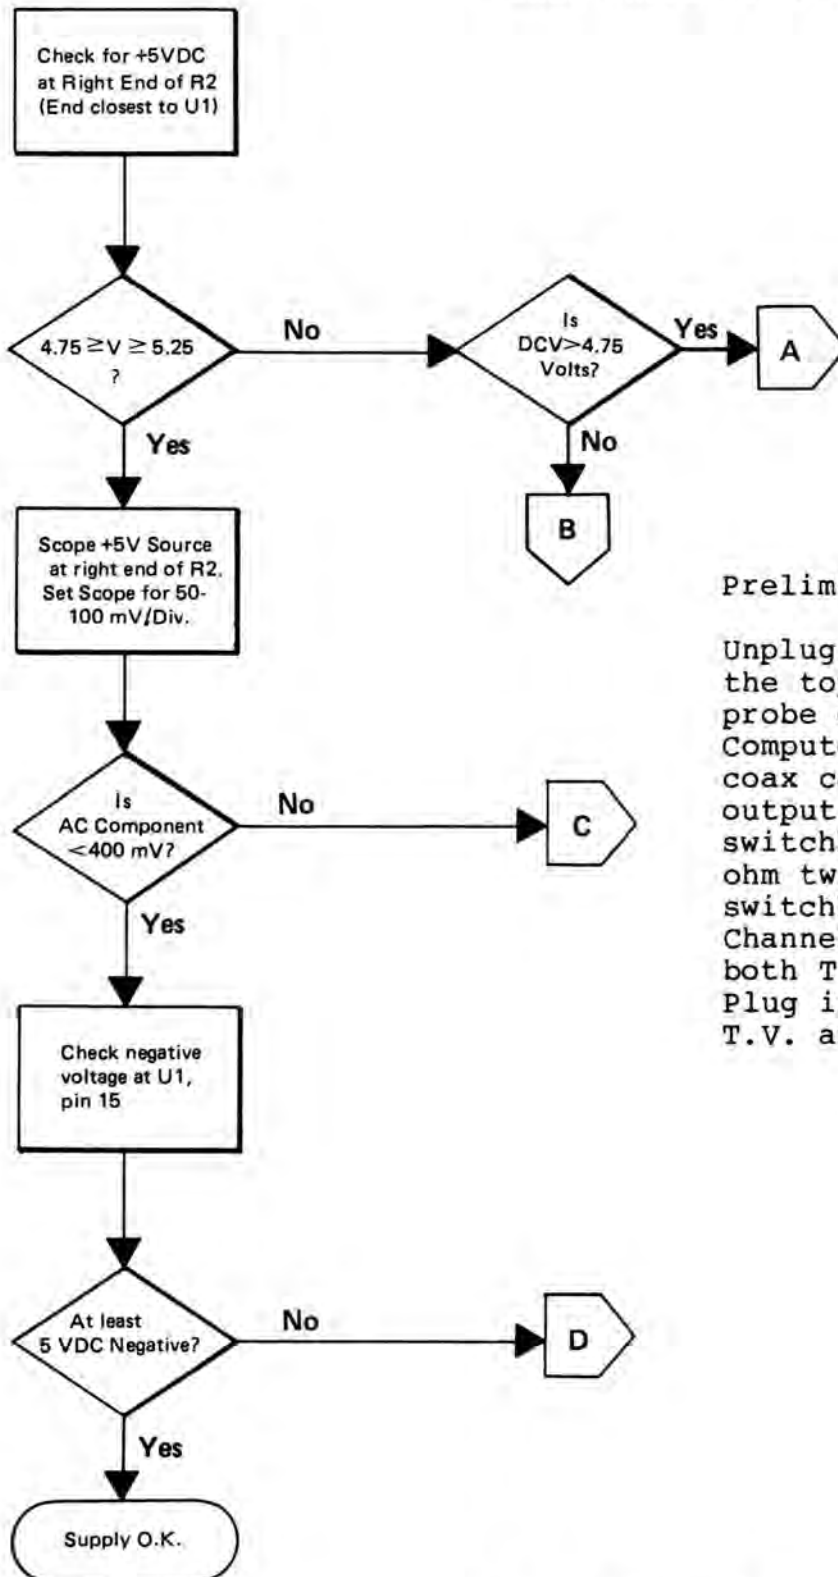 Check for +5VDC
at Right End of R2
(End closest to U1)
4.75 ≥V ≥ 5.25
?
No
Is
DCV>4.75
Volts?
Yes
A
Yes
No
B
Scope +5V Source
at right end of R2.
Set Scope for 50-
100 mV/Div.
Is
AC Component
<400 mV?
No
C
Yes
Check negative
voltage at U1,
pin 15
At least
5 VDC Negative?
No
D
Yes
Supply O.K.
Prelim
Unplug
the to
probe
Comput
coax c
output
switch
ohm tw
switch
Channe
both T
Plug i
T.V. a